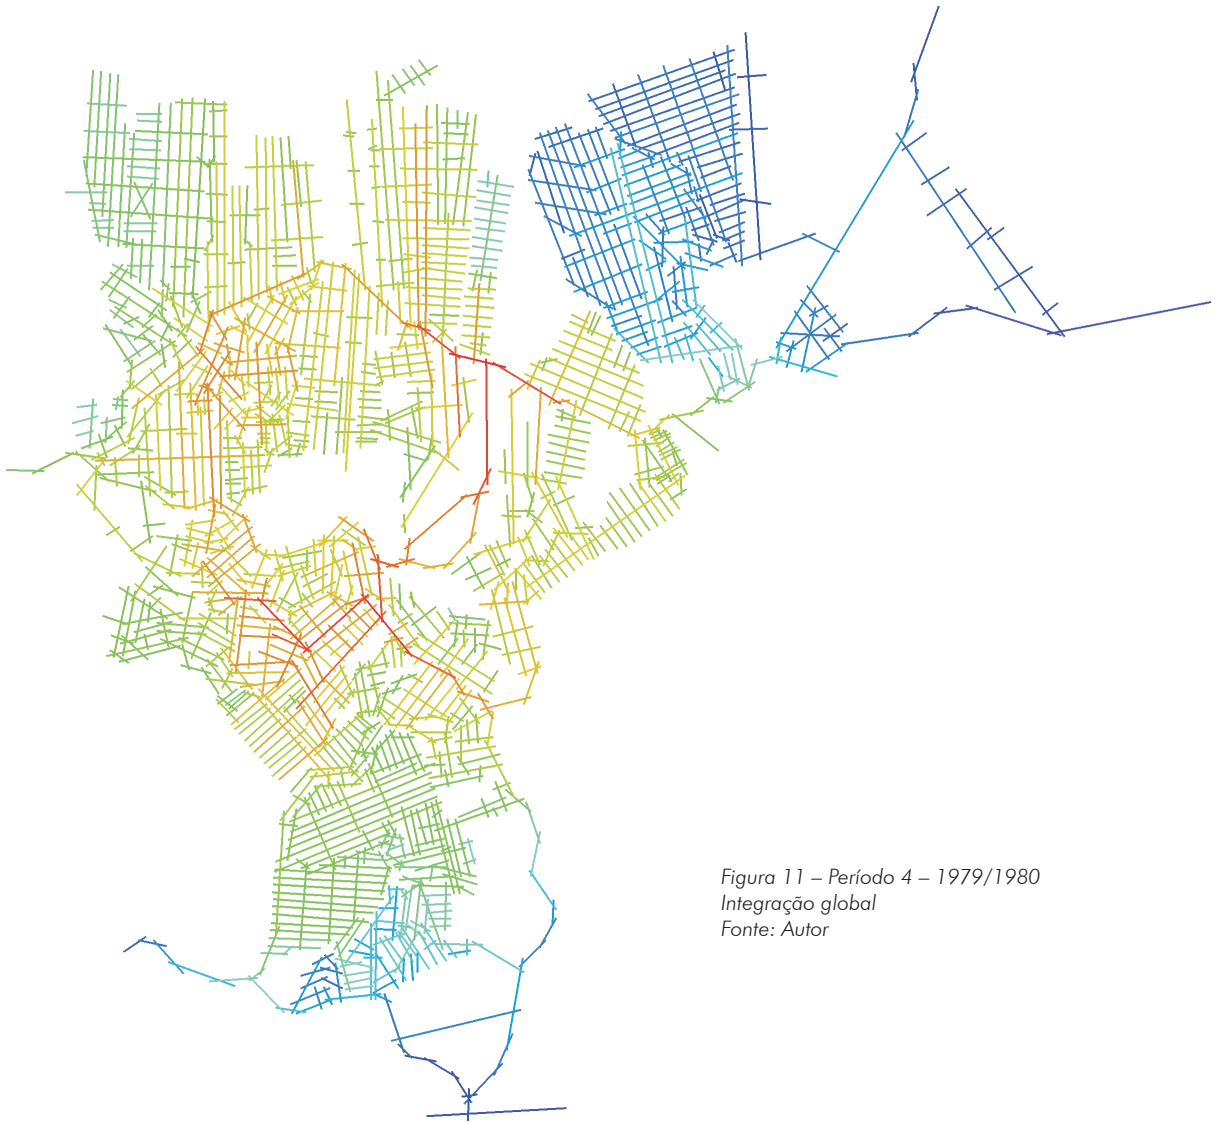 Figura 11 – Período 4 – 1979/1980
Integração global
Fonte: Autor